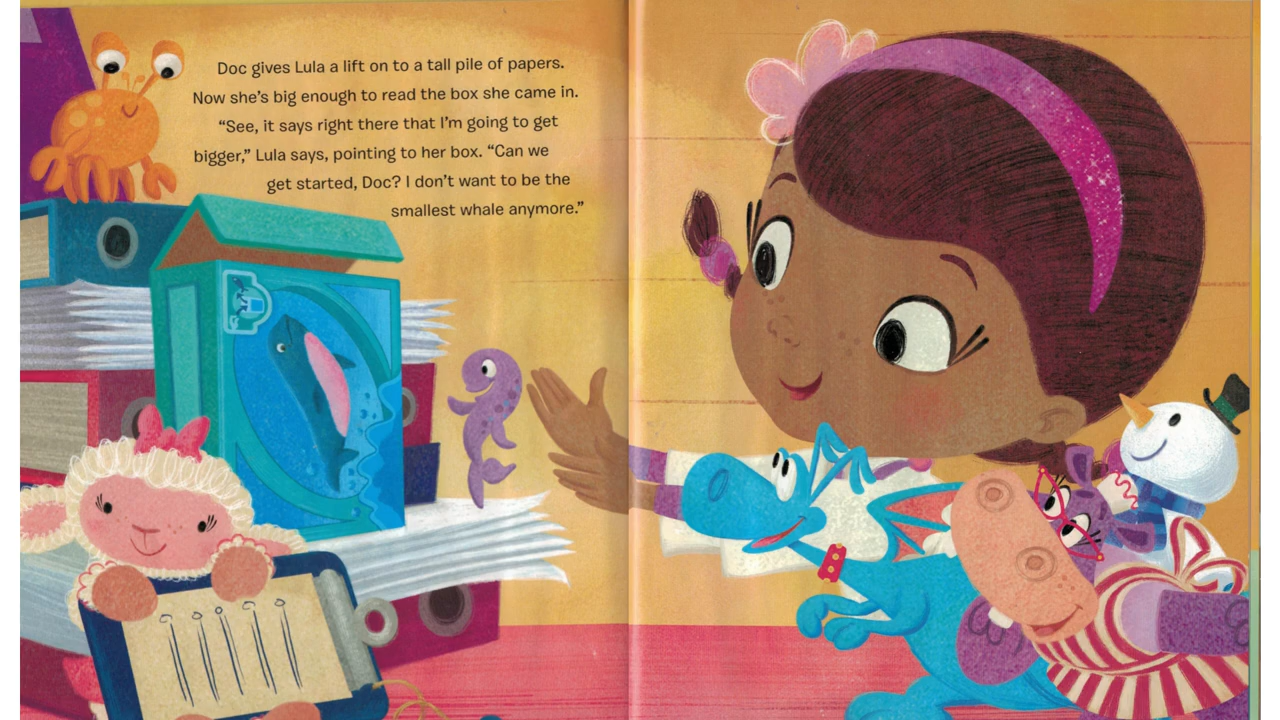 Doc gives Lula a lift on to a tall pile of papers.
Now she's big enough to read the box she came in.
“See, it says right there that I'm going to get
bigger,” Lula says, pointing to her box. “Can we
get started, Doc? I don't want to be the
smallest whale anymore.”